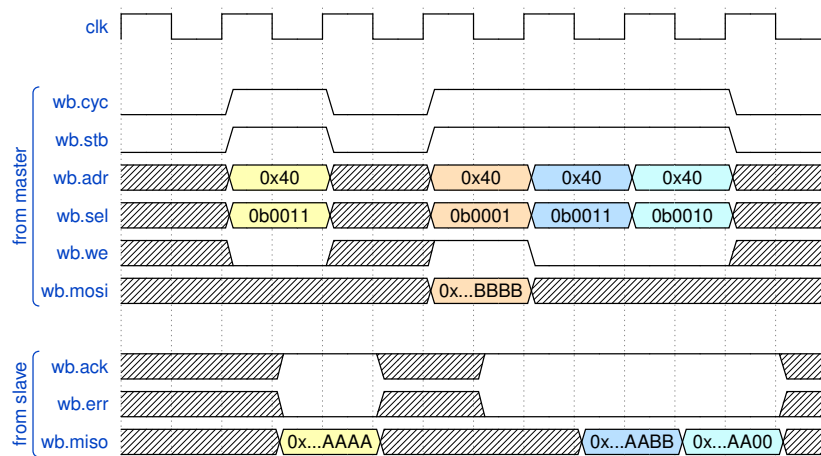 clk
from master
wb.cyc
wb.stb
wb.adr 0x40 0x40 0x40 0x40
wb.sel 0b0011 0b0001 0b0011 0b0010
wb.we
wb.mosi 0x...BBBB
from slave
wb.ack
wb.err
wb.miso 0x...AAAA 0x...AABB 0x...AA00